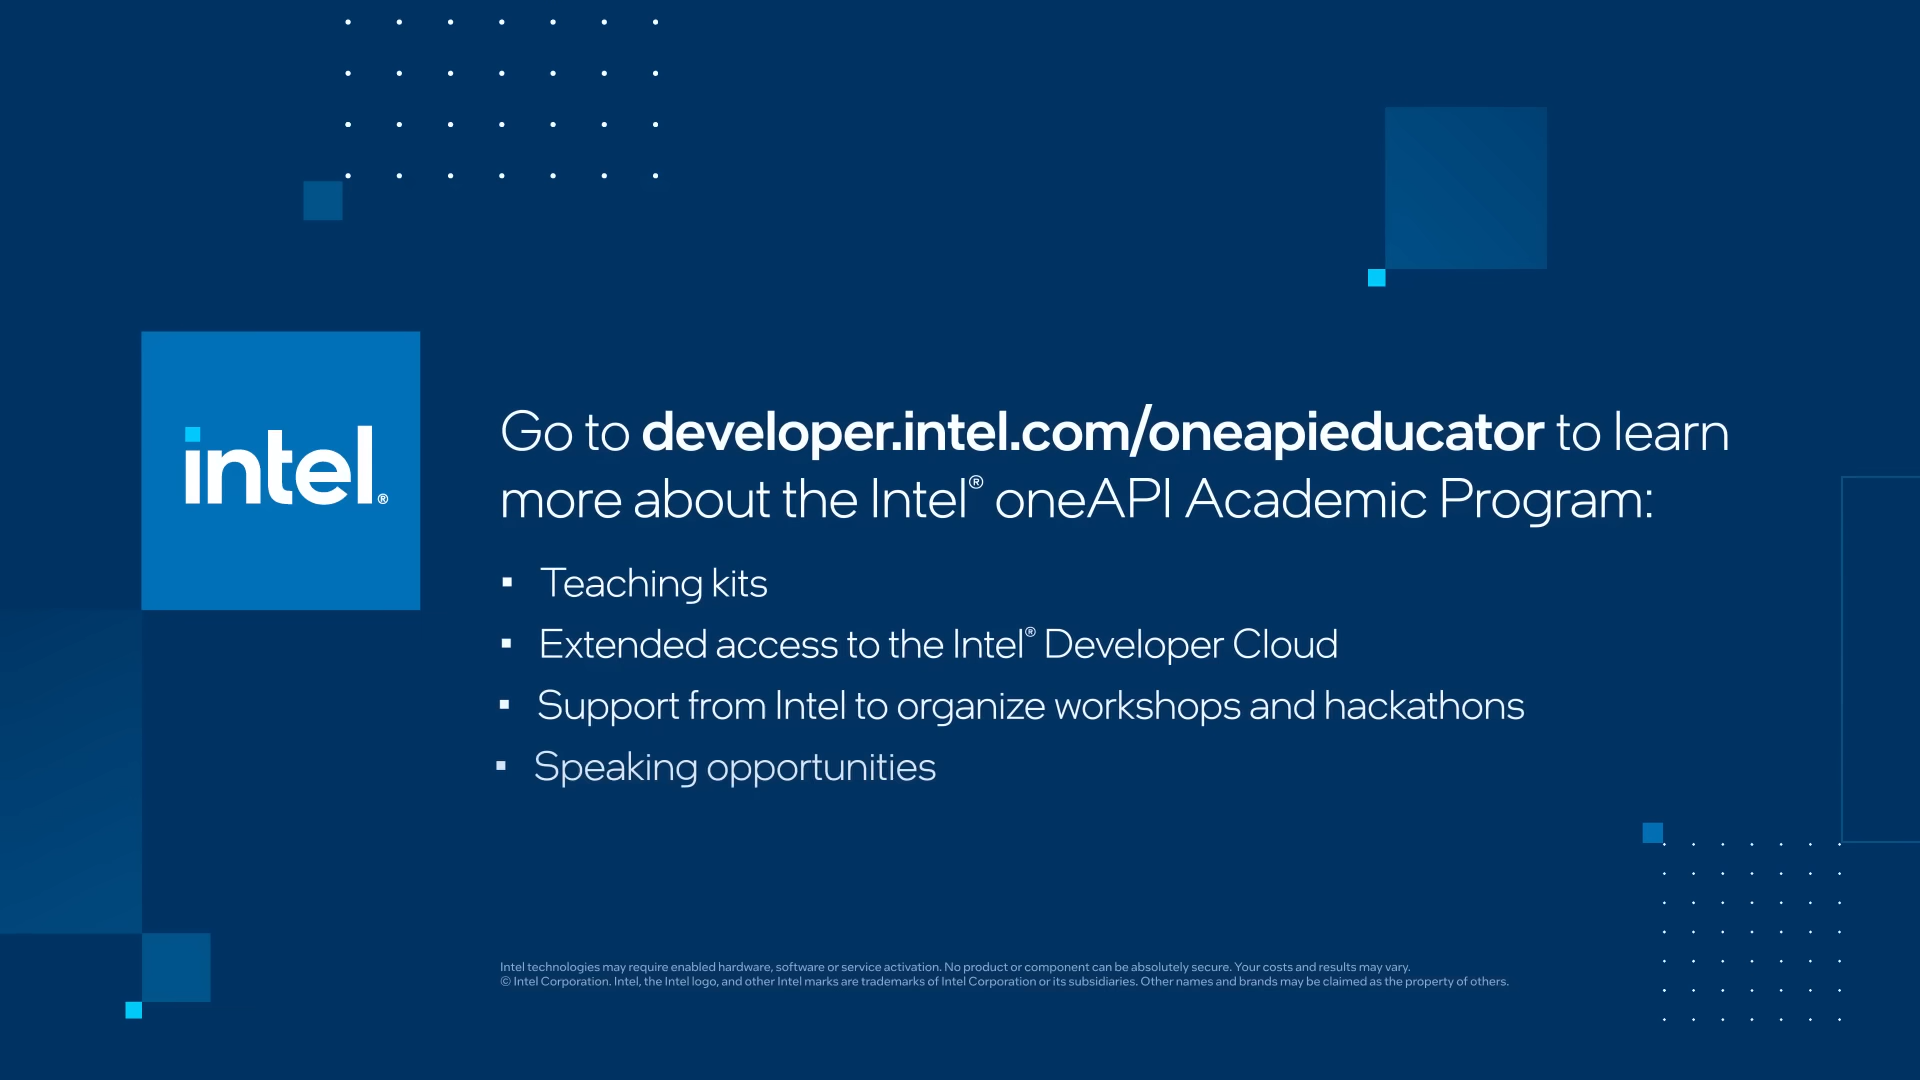 intel®
Go to developer.intel.com/oneapieducator to learn
more about the Intel® oneAPI Academic Program:
▪ Teaching kits
▪ Extended access to the Intel® Developer Cloud
▪ Support from Intel to organize workshops and hackathons
▪ Speaking opportunities
Intel technologies may require enabled hardware, software or service activation. No product or component can be absolutely secure. Your costs and results may vary.
© Intel Corporation. Intel, the Intel logo, and other Intel marks are trademarks of Intel Corporation or its subsidiaries. Other names and brands may be claimed as the property of others.